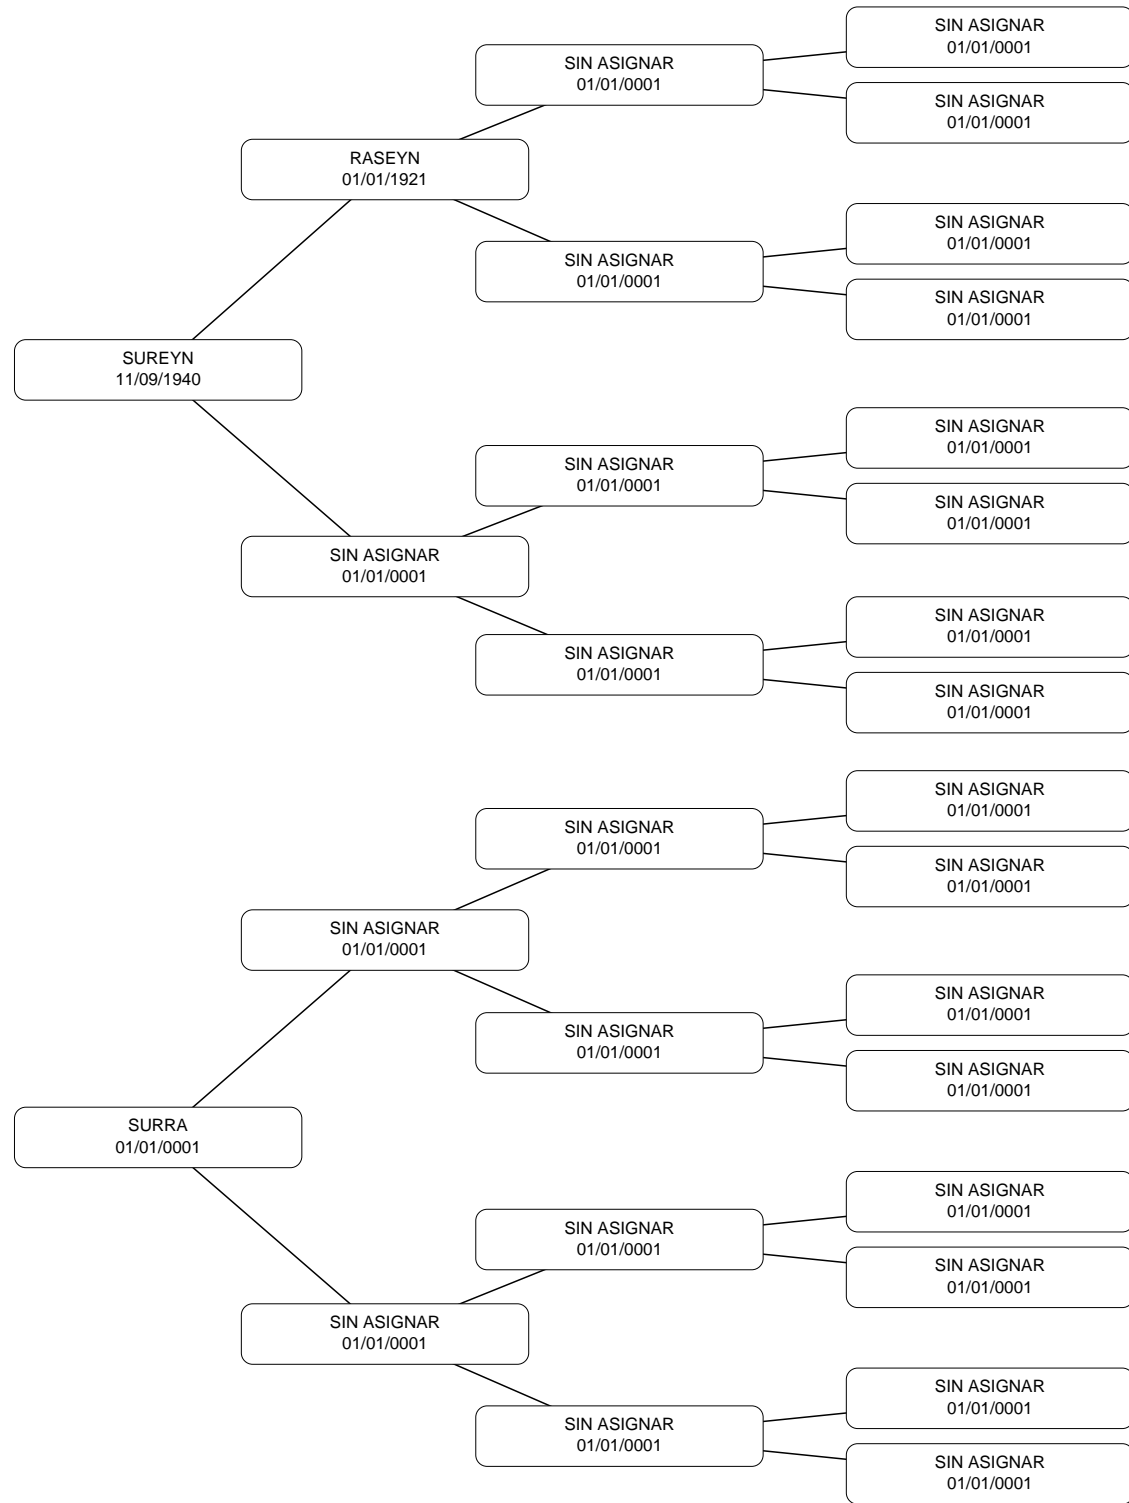 SIN ASIGNAR
01/01/0001
SIN ASIGNAR
01/01/0001
SIN ASIGNAR
01/01/0001
RASEYN
01/01/1921
SIN ASIGNAR
01/01/0001
SIN ASIGNAR
01/01/0001
SIN ASIGNAR
01/01/0001
SUREYN
11/09/1940
SIN ASIGNAR
01/01/0001
SIN ASIGNAR
01/01/0001
SIN ASIGNAR
01/01/0001
SIN ASIGNAR
01/01/0001
SIN ASIGNAR
01/01/0001
SIN ASIGNAR
01/01/0001
SIN ASIGNAR
01/01/0001
SIN ASIGNAR
01/01/0001
SIN ASIGNAR
01/01/0001
SIN ASIGNAR
01/01/0001
SIN ASIGNAR
01/01/0001
SIN ASIGNAR
01/01/0001
SIN ASIGNAR
01/01/0001
SIN ASIGNAR
01/01/0001
SURRA
01/01/0001
SIN ASIGNAR
01/01/0001
SIN ASIGNAR
01/01/0001
SIN ASIGNAR
01/01/0001
SIN ASIGNAR
01/01/0001
SIN ASIGNAR
01/01/0001
SIN ASIGNAR
01/01/0001
SIN ASIGNAR
01/01/0001